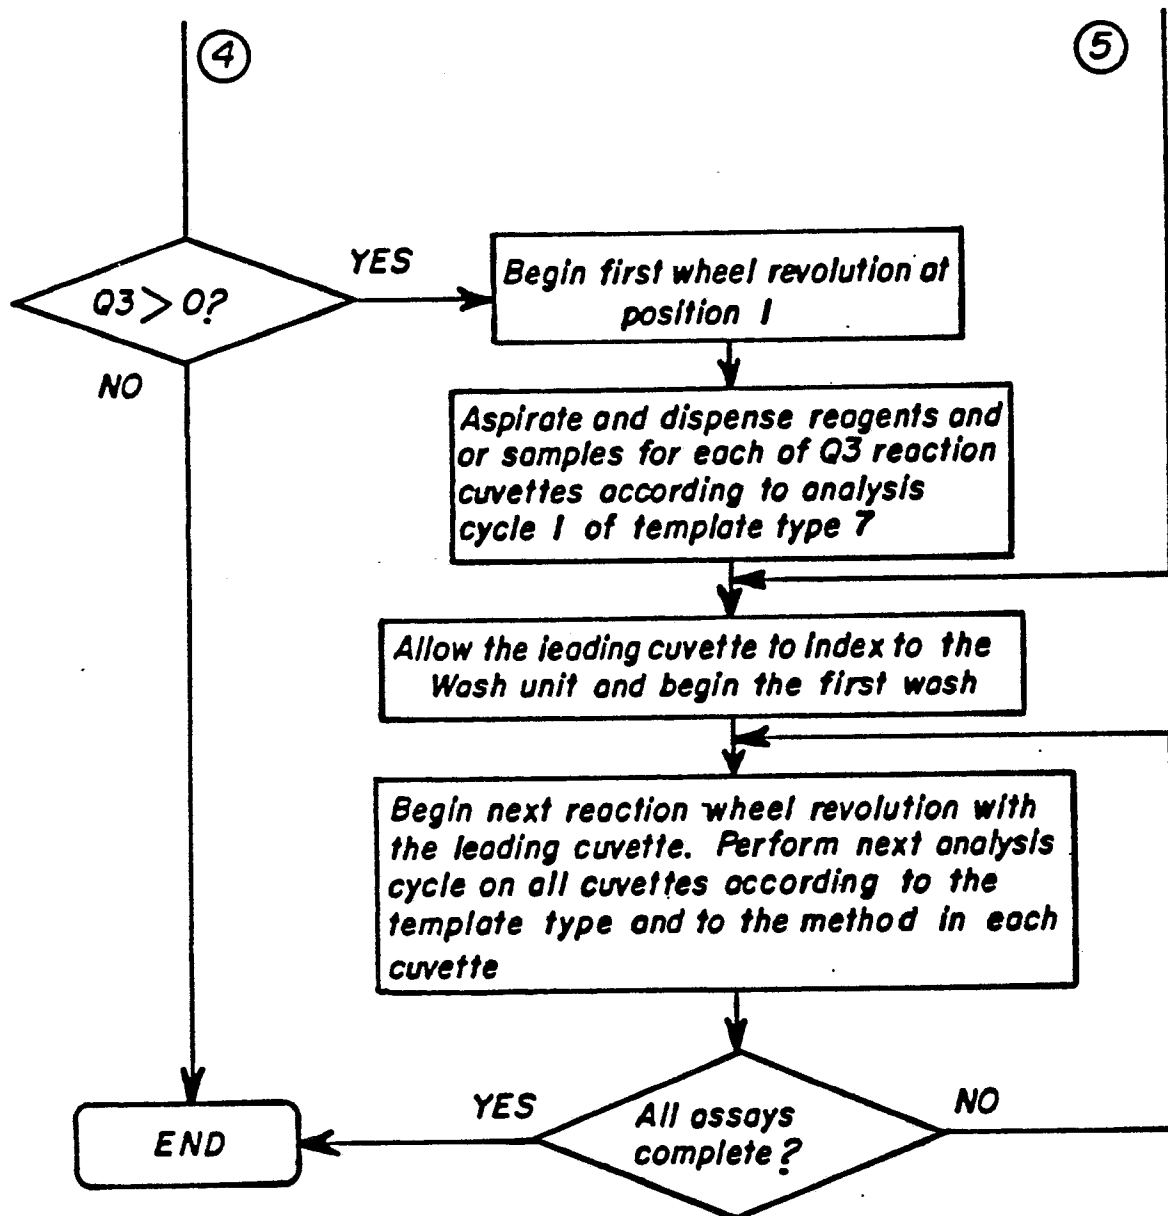 4
5
Q3 > 0?
YES
NO
Begin first wheel revolution at
position 1
Aspirate and dispense reagents and
or samples for each of Q3 reaction
cuvettes according to analysis
cycle 1 of template type 7
Allow the leading cuvette to Index to the
Wash unit and begin the first wash
Begin next reaction wheel revolution with
the leading cuvette. Perform next analysis
cycle on all cuvettes according to the
template type and to the method in each
cuvette
All assays
complete?
YES
NO
END